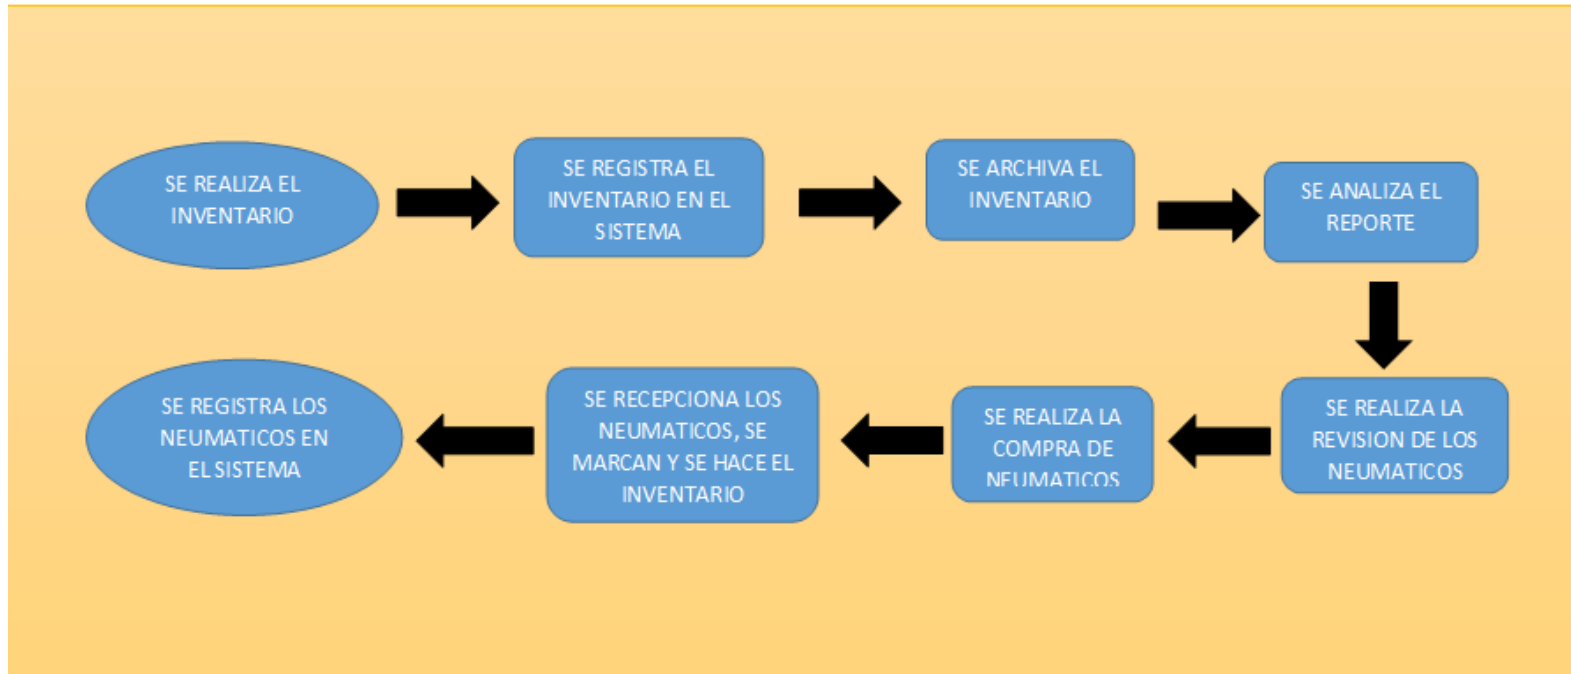 SE REALIZA EL
INVENTARIO
SE REGISTRA EL
INVENTARIO EN EL
SISTEMA
SE ARCHIVA EL
INVENTARIO
SE ANALIZA EL
REPORTE
SE REALIZA LA
REVISION DE LOS
NEUMATICOS
SE REALIZA LA
COMPRA DE
NEUMATICOS
SE RECEPCIONA LOS
NEUMATICOS, SE
MARCAN Y SE HACE EL
INVENTARIO
SE REGISTRA LOS
NEUMATICOS EN
EL SISTEMA